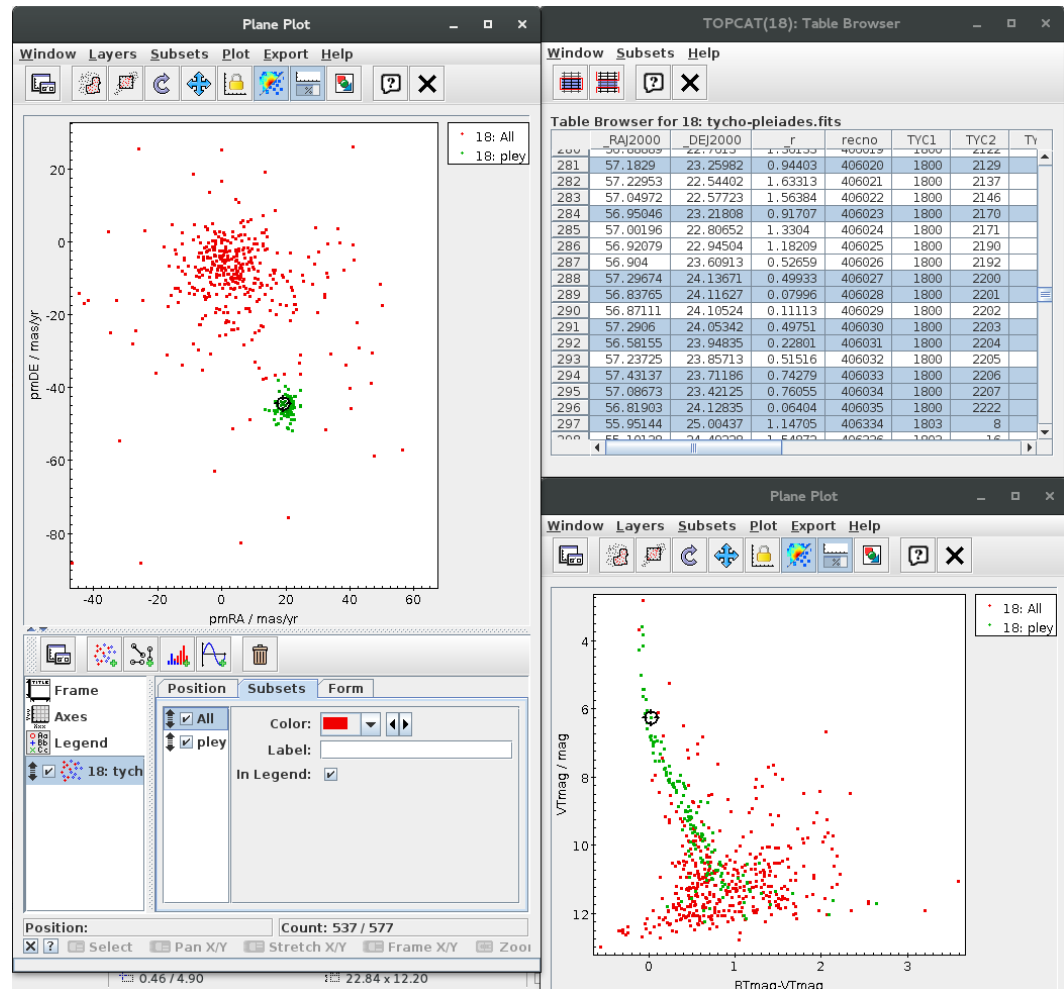 Plane Plot
Window Layers Subsets Plot Export Help
18: All
18: pley
20
0
-20
-40
-60
-80
pmDE / mas/yr
-40 -20 0 20 40 60
pmRA / mas/yr
Frame
Axes
Legend
18: tych
Position Subsets Form
All
pley
Color:
Label:
In Legend:
Position:
Count: 537 / 577
Select Pan X/Y Stretch X/Y Frame X/Y Zoo
0.46 / 4.90 22.84 x 12.20
TOPCAT(18): Table Browser
Window Subsets Help
Table Browser for 18: tycho-pleiades.fits
_RAJ2000 _DEJ2000 _r recno TYC1 TYC2 TY
281 57.1829 23.25982 0.94403 406020 1800 2129
282 57.22953 22.54402 1.63313 406021 1800 2137
283 57.04972 22.57723 1.56384 406022 1800 2146
284 56.95046 23.21808 0.91707 406023 1800 2170
285 57.00196 22.80652 1.3304 406024 1800 2171
286 56.92079 22.94504 1.18209 406025 1800 2190
287 56.904 23.60913 0.52659 406026 1800 2192
288 57.29674 24.13671 0.49933 406027 1800 2200
289 56.83765 24.11627 0.07996 406028 1800 2201
290 56.87111 24.10524 0.11113 406029 1800 2202
291 57.2906 24.05342 0.49751 406030 1800 2203
292 56.58155 23.94835 0.22801 406031 1800 2204
293 57.23725 23.85713 0.51516 406032 1800 2205
294 57.43137 23.71186 0.74279 406033 1800 2206
295 57.08673 23.42125 0.76055 406034 1800 2207
296 56.81903 24.12835 0.06404 406035 1800 2222
297 55.95144 25.00437 1.14705 406334 1803 8
Plane Plot
Window Layers Subsets Plot Export Help
18: All
18: pley
4
6
8
10
12
VTmag / mag
0 1 2 3
BTmag-VTmag